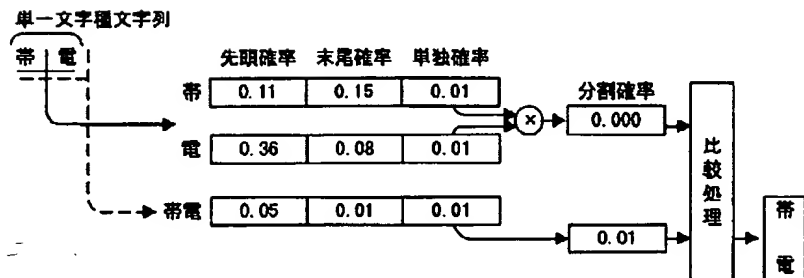 単一文字種文字列
帯 電
先頭確率 末尾確率 単独確率
帯 0.11 0.15 0.01
分割確率
× 0.000
電 0.36 0.08 0.01
帯電 0.05 0.01 0.01
0.01
比較処理
帯電